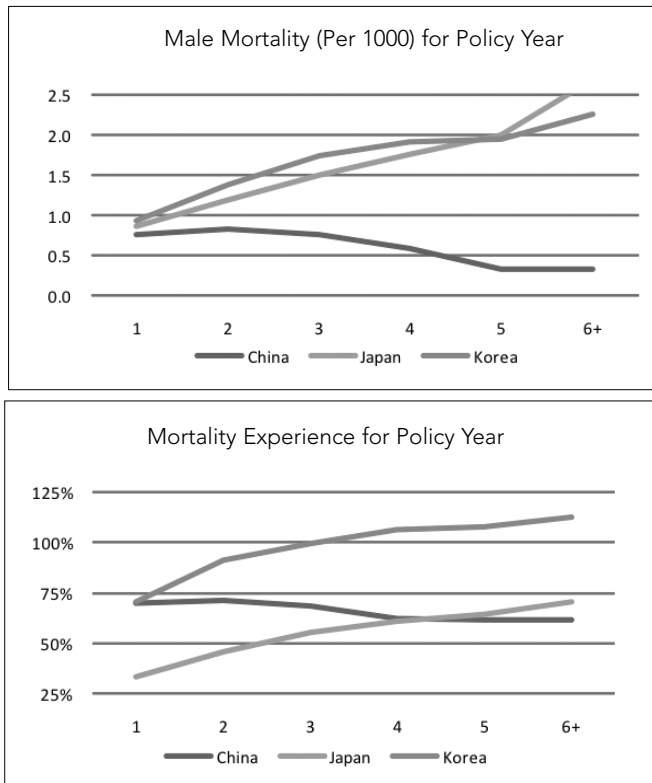 Male Mortality (Per 1000) for Policy Year
2.5
2.0
1.5
1.0
0.5
0.0
1 2 3 4 5 6+
China Japan Korea
Mortality Experience for Policy Year
125%
100%
75%
50%
25%
1 2 3 4 5 6+
China Japan Korea